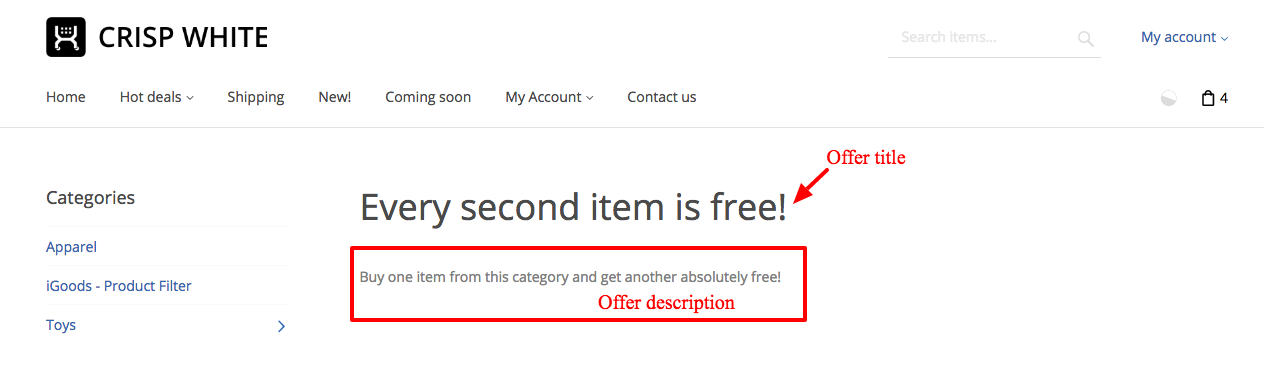 CRISP WHITE
Search items...
My account
Home Hot deals Shipping New! Coming soon My Account Contact us
4
Offer title
Categories
Every second item is free!
Apparel
Buy one item from this category and get another absolutely free!
iGoods - Product Filter
Offer description
Toys